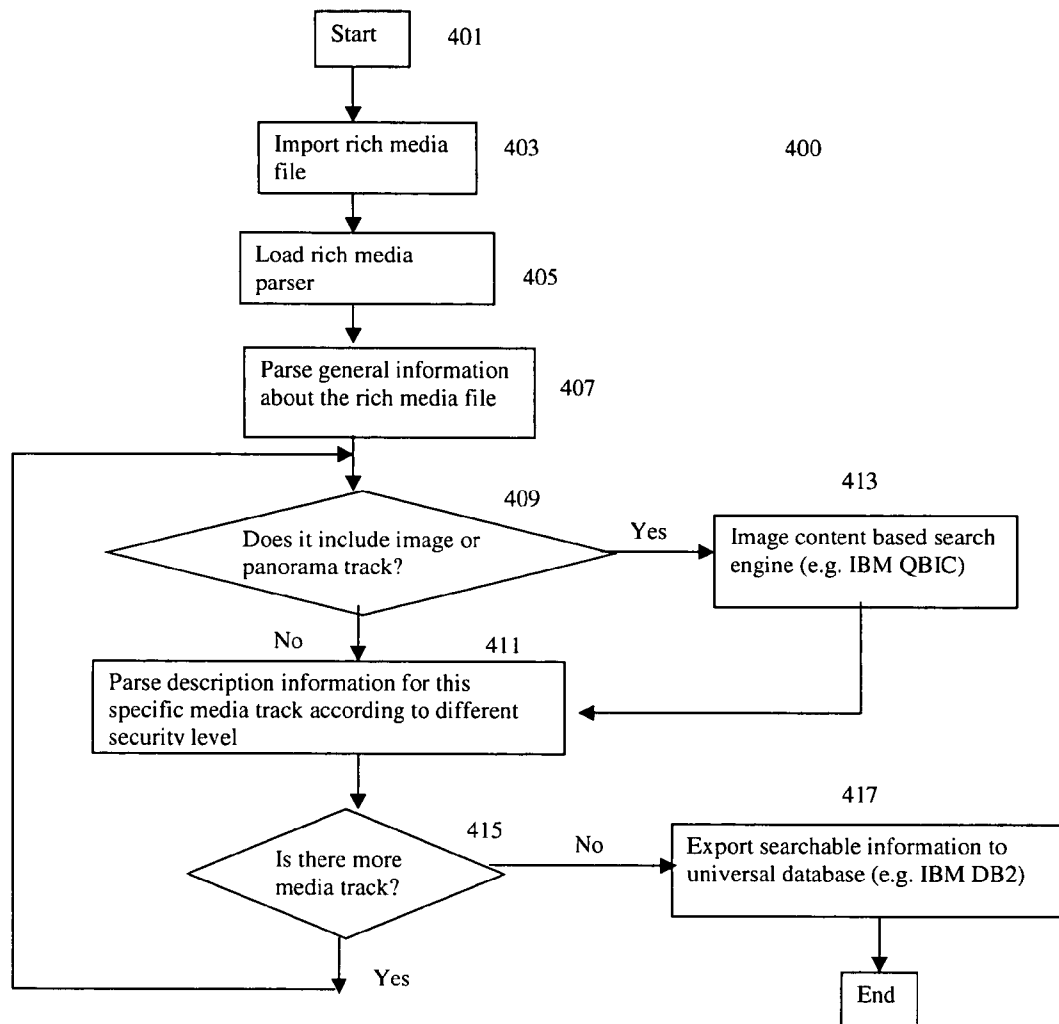 Start
401
Import rich media
file
403
400
Load rich media
parser
405
Parse general information
about the rich media file
407
409
413
Does it include image or
panorama track?
Yes
Image content based search
engine (e.g. IBM QBIC)
No
411
Parse description information for this
specific media track according to different
security level
417
415
Is there more
media track?
No
Export searchable information to
universal database (e.g. IBM DB2)
Yes
End